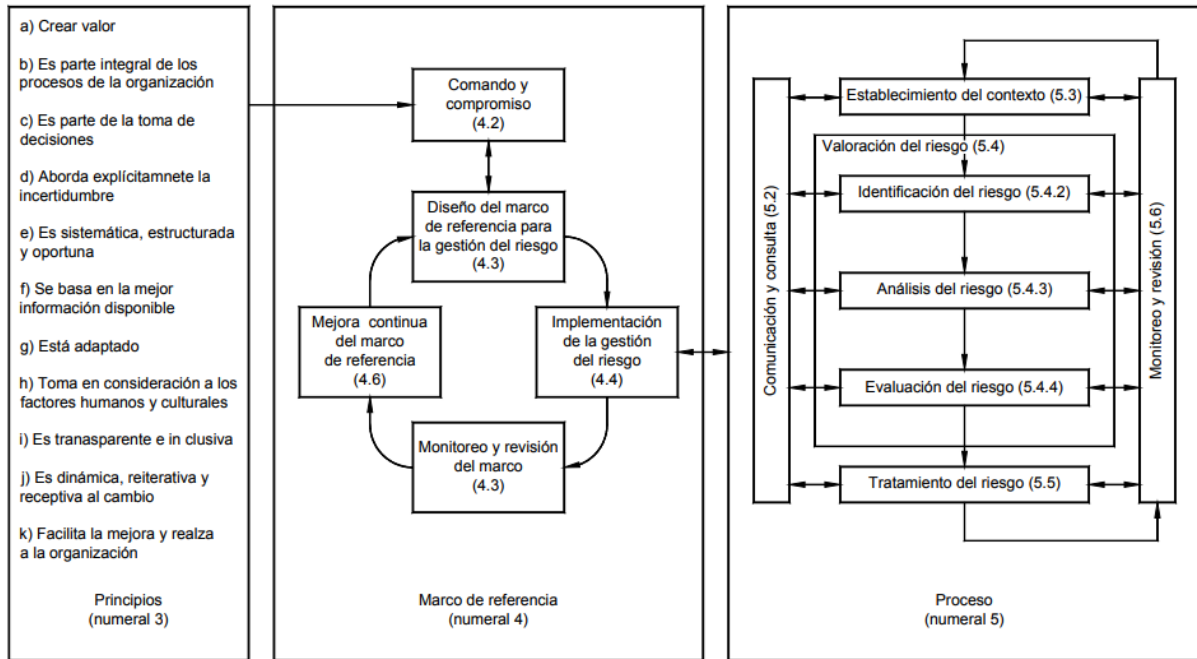 a) Crear valor
b) Es parte integral de los
procesos de la organización
c) Es parte de la toma de
decisiones
d) Aborda explícitamnete la
incertidumbre
e) Es sistemática, estructurada
y oportuna
f) Se basa en la mejor
información disponible
g) Está adaptado
h) Toma en consideración a los
factores humanos y culturales
i) Es tranasparente e in clusiva
j) Es dinámica, reiterativa y
receptiva al cambio
k) Facilita la mejora y realza
a la organización
Principios
(numeral 3)
Comando y
compromiso
(4.2)
Diseño del marco
de referencia para
la gestión del riesgo
(4.3)
Mejora continua
del marco
de referencia
(4.6)
Implementación
de la gestión
del riesgo
(4.4)
Monitoreo y revisión
del marco
(4.3)
Marco de referencia
(numeral 4)
Comunicación y consulta (5.2)
Establecimiento del contexto (5.3)
Valoración del riesgo (5.4)
Identificación del riesgo (5.4.2)
Análisis del riesgo (5.4.3)
Evaluación del riesgo (5.4.4)
Tratamiento del riesgo (5.5)
Monitoreo y revisión (5.6)
Proceso
(numeral 5)